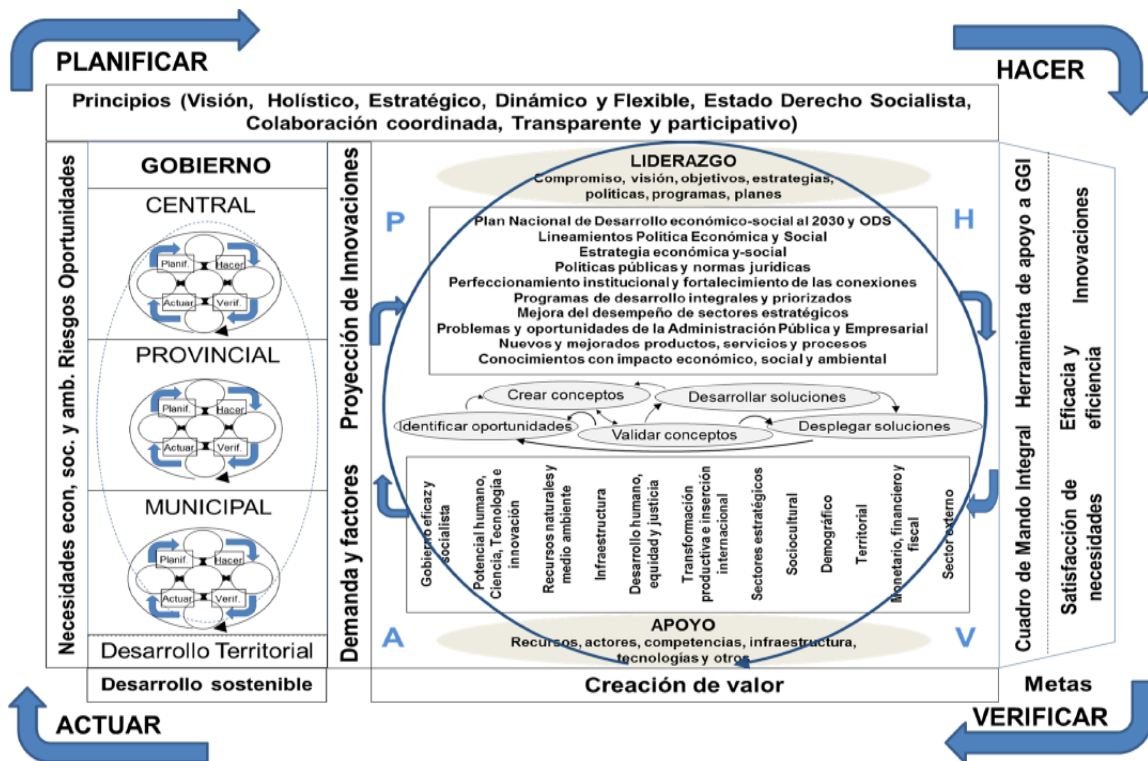 PLANIFICAR
HACER
Principios (Visión, Holístico, Estratégico, Dinámico y Flexible, Estado Derecho Socialista,
Colaboración coordinada, Transparente y participativo)
Necesidades econ, soc. y amb. Riesgos Oportunidades
GOBIERNO
CENTRAL
Planif.
Hacer
Actuar
Verif.
PROVINCIAL
Planif.
Hacer
Actuar
Verif.
MUNICIPAL
Planif.
Hacer
Actuar
Verif.
Desarrollo Territorial
Desarrollo sostenible
Demanda y factores
Proyección de Innovaciones
LIDERAZGO
Compromiso, visión, objetivos, estrategias,
políticas, programas, planes
P
H
Plan Nacional de Desarrollo económico-social al 2030 y ODS
Lineamientos Política Económica y Social
Estrategia económica y-social
Políticas públicas y normas jurídicas
Perfeccionamiento institucional y fortalecimiento de las conexiones
Programas de desarrollo integrales y priorizados
Mejora del desempeño de sectores estratégicos
Problemas y oportunidades de la Administración Pública y Empresarial
Nuevos y mejorados productos, servicios y procesos
Conocimientos con impacto económico, social y ambiental
Crear conceptos
Desarrollar soluciones
Identificar oportunidades
Validar conceptos
Desplegar soluciones
Gobierno eficaz y
socialista
Potencial humano,
Ciencia, Tecnología e
innovación
Recursos naturales y
medio ambiente
Infraestructura
Desarrollo humano,
equidad y justicia
Transformación
productiva e inserción
internacional
Sectores estratégicos
Sociocultural
Demográfico
Territorial
Monetario, financiero y
fiscal
Sector externo
A
V
APOYO
Recursos, actores, competencias, infraestructura,
tecnologías y otros
Creación de valor
Cuadro de Mando Integral
Herramienta de apoyo a GGI
Innovaciones
Eficacia y
eficiencia
Satisfacción de
necesidades
Metas
ACTUAR
VERIFICAR